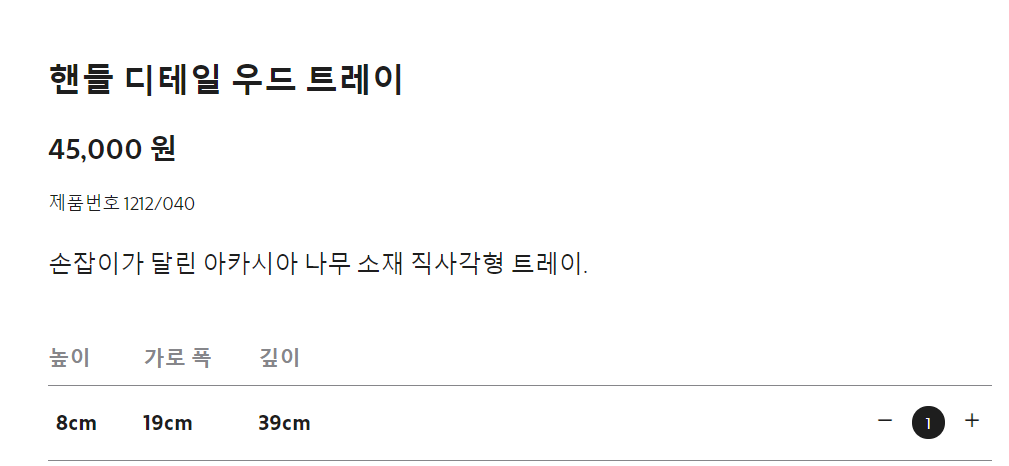 핸들 디테일 우드 트레이
45,000 원
제품번호 1212/040
손잡이가 달린 아카시아 나무 소재 직사각형 트레이.
높이 가로 폭 깊이
8cm 19cm 39cm − 1 +